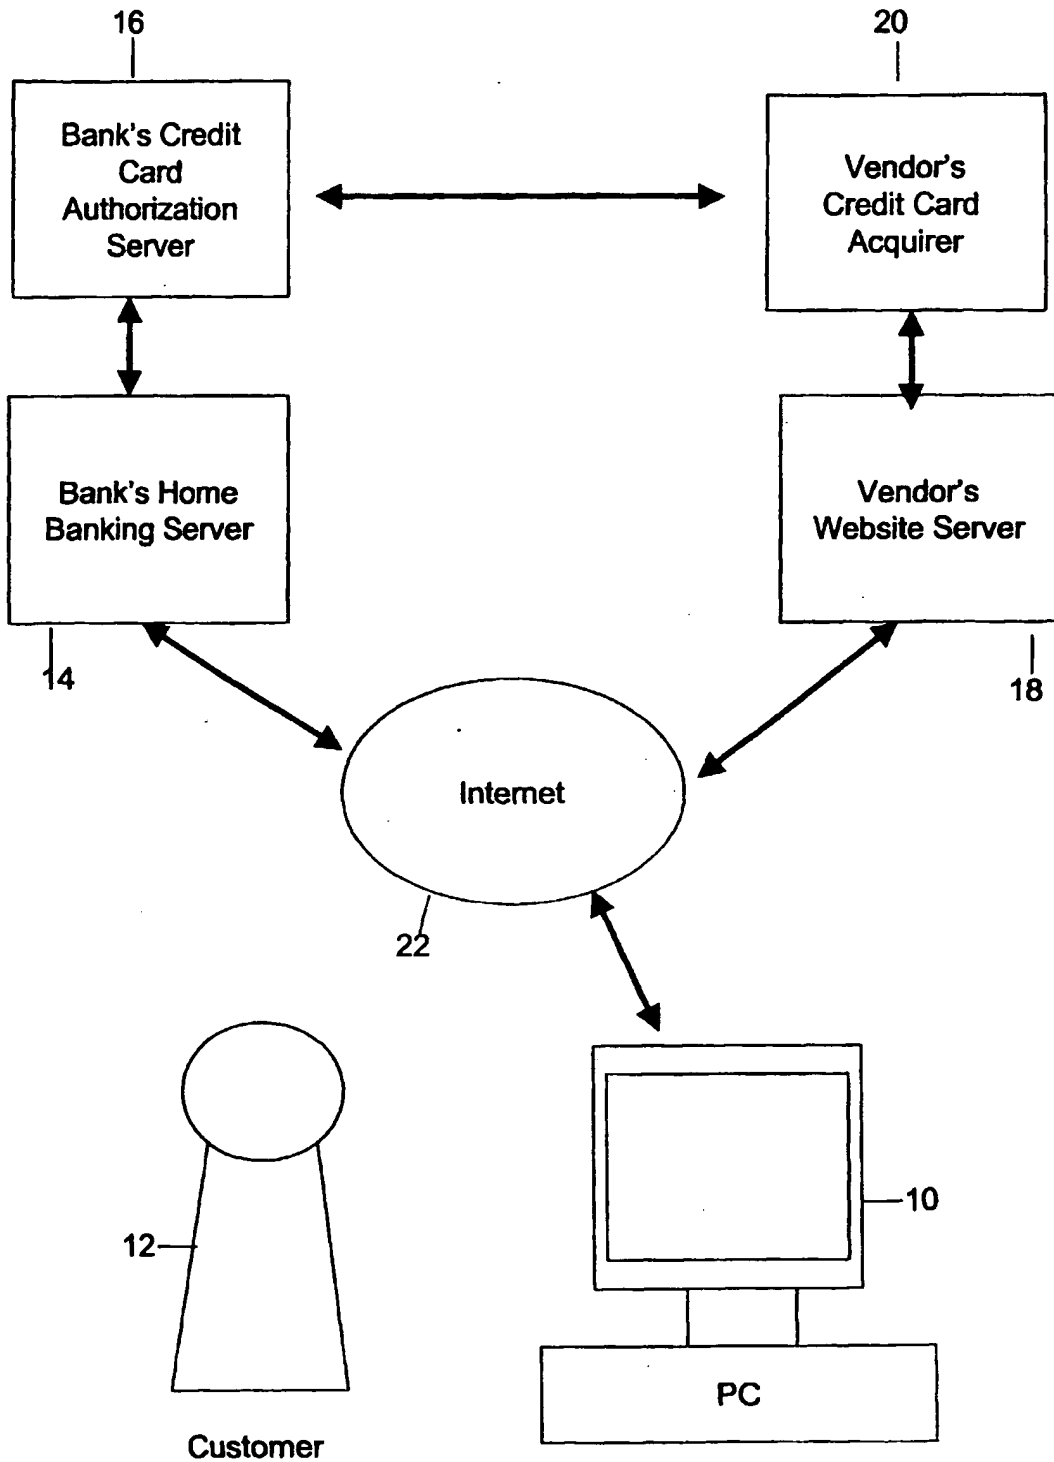 16
20
Bank's Credit
Card
Authorization
Server
Vendor's
Credit Card
Acquirer
Bank's Home
Banking Server
Vendor's
Website Server
14
18
Internet
22
12
10
PC
Customer